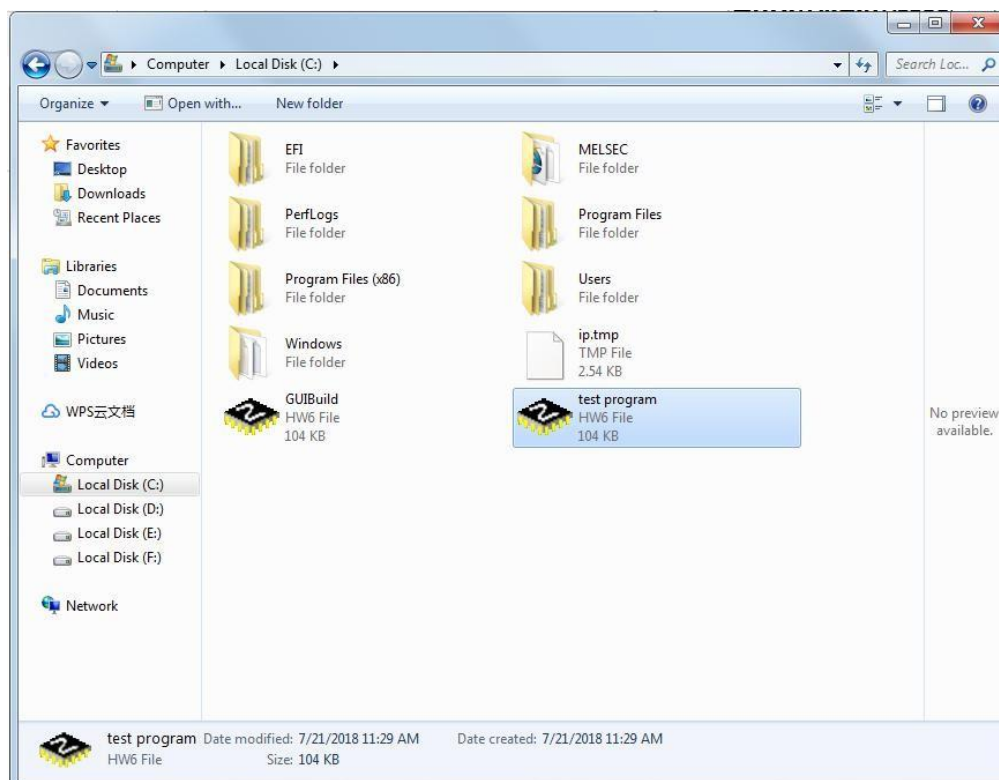 Computer Local Disk (C:)
Search Loc...
Organize Open with... New folder
Favorites
Desktop
Downloads
Recent Places
Libraries
Documents
Music
Pictures
Videos
WPS云文档
Computer
Local Disk (C:)
Local Disk (D:)
Local Disk (E:)
Local Disk (F:)
Network
EFI
File folder
MELSEC
File folder
PerfLogs
File folder
Program Files
File folder
Program Files (x86)
File folder
Users
File folder
Windows
File folder
ip.tmp
TMP File
2.54 KB
GUIBuild
HW6 File
104 KB
test program
HW6 File
104 KB
No preview
available.
test program Date modified: 7/21/2018 11:29 AM Date created: 7/21/2018 11:29 AM
HW6 File Size: 104 KB